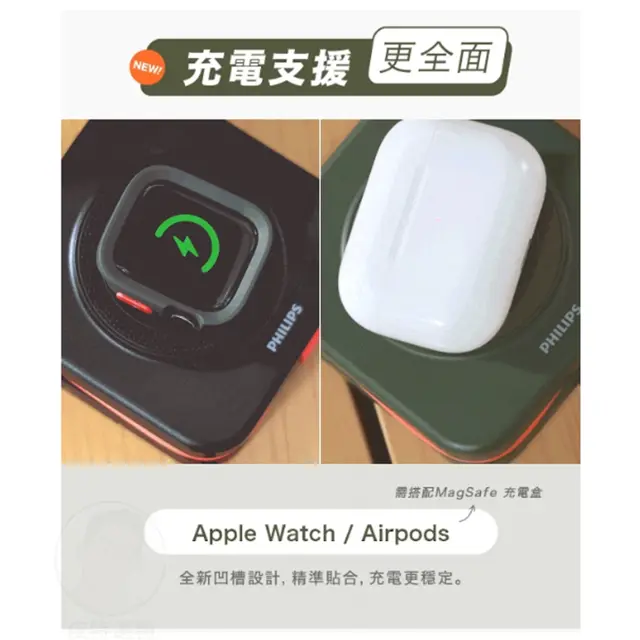 NEW!
充電支援 更全面
PHILIPS
PHILIPS
需搭配MagSafe 充電盒
Apple Watch / Airpods
全新凹槽設計, 精準貼合, 充電更穩定。